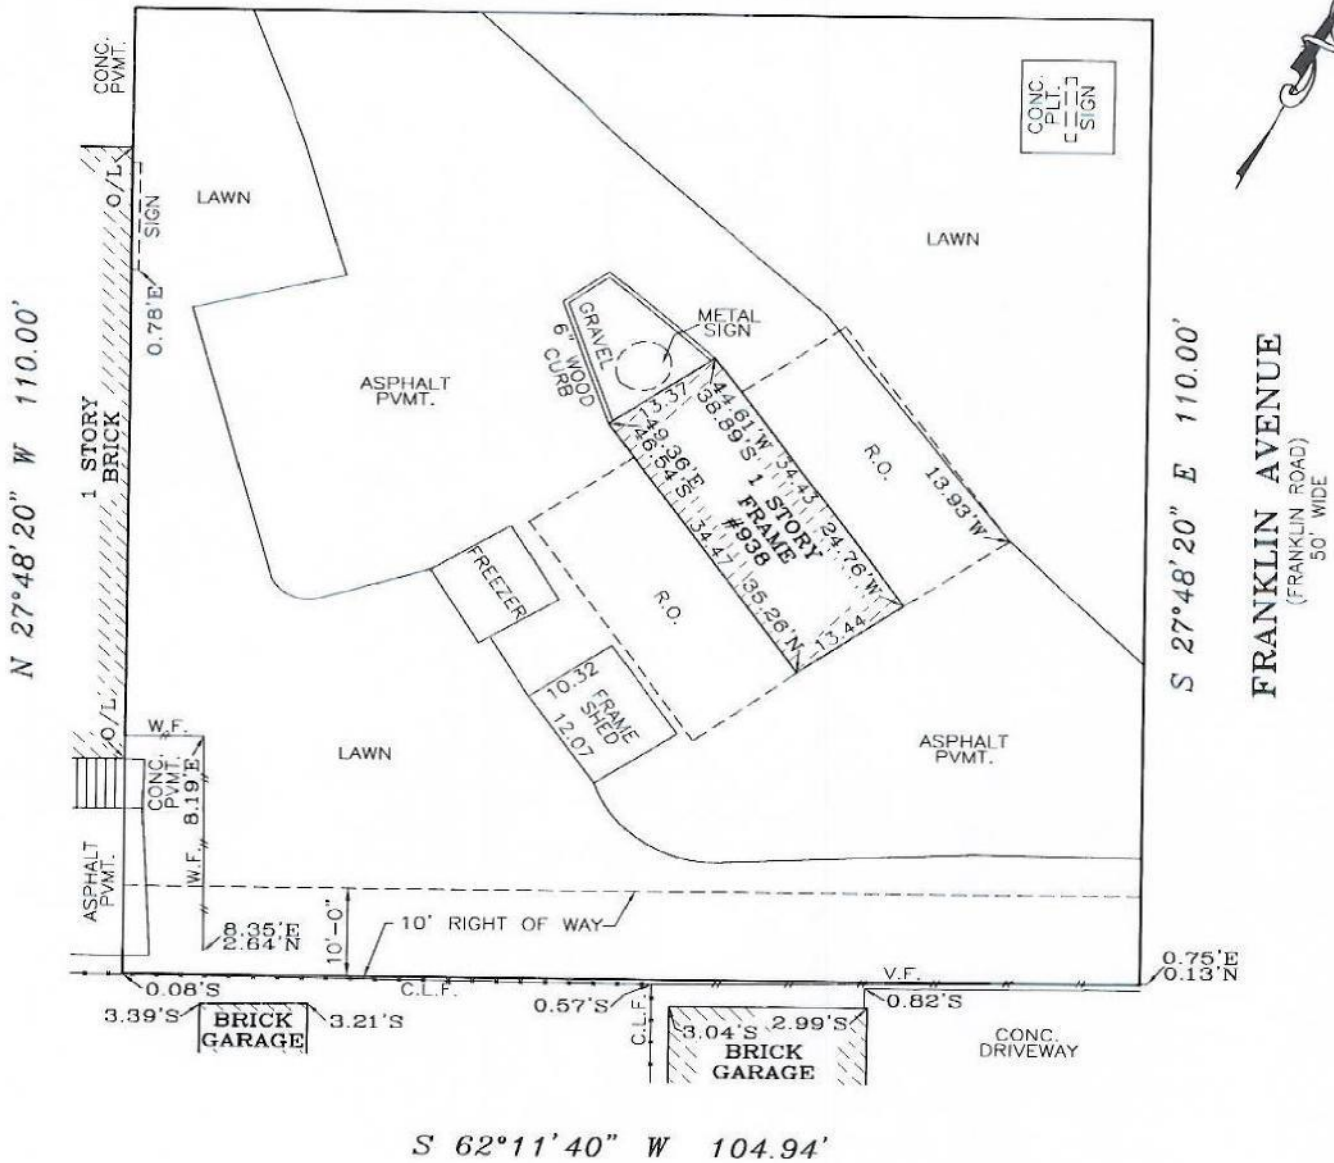 CONC.
PVMT.
O/L
SIGN
0.78'E
LAWN
CONC.
PLT.
SIGN
LAWN
N 27°48'20" W 110.00'
1 STORY
BRICK
ASPHALT
PVMT.
GRAVEL
6" WOOD
CURB
METAL
SIGN
13.37
44.61'W
38.89'S
49.36'E
46.54'S
34.43
34.47
1 STORY
FRAME
#938
24.76'W
35.26'N
13.44
R.O.
13.93'W
R.O.
S 27°48'20" E 110.00'
FRANKLIN AVENUE
(FRANKLIN ROAD)
50' WIDE
FREEZER
10.32
FRAME
SHED
12.07
LAWN
ASPHALT
PVMT.
O/L
W.F.
CONC.
PVMT.
8.19'E
W.F.
ASPHALT
PVMT.
8.35'E
2.64'N
10'-0"
10' RIGHT OF WAY
0.75'E
0.13'N
0.08'S
C.L.F.
V.F.
0.57'S
0.82'S
3.39'S
BRICK
GARAGE
3.21'S
C.L.F.
3.04'S
2.99'S
BRICK
GARAGE
CONC.
DRIVEWAY
S 62°11'40" W 104.94'